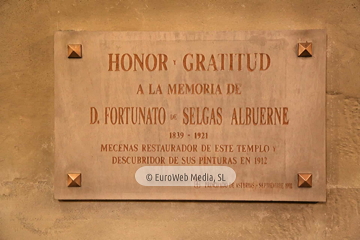 HONOR Y GRATITUD
A LA MEMORIA DE
D. FORTUNATO DE SELGAS ALBUERNE
1839 - 1921
MECENAS RESTAURADOR DE ESTE TEMPLO Y
DESCUBRIDOR DE SUS PINTURAS EN 1912
© EuroWeb Media, SL